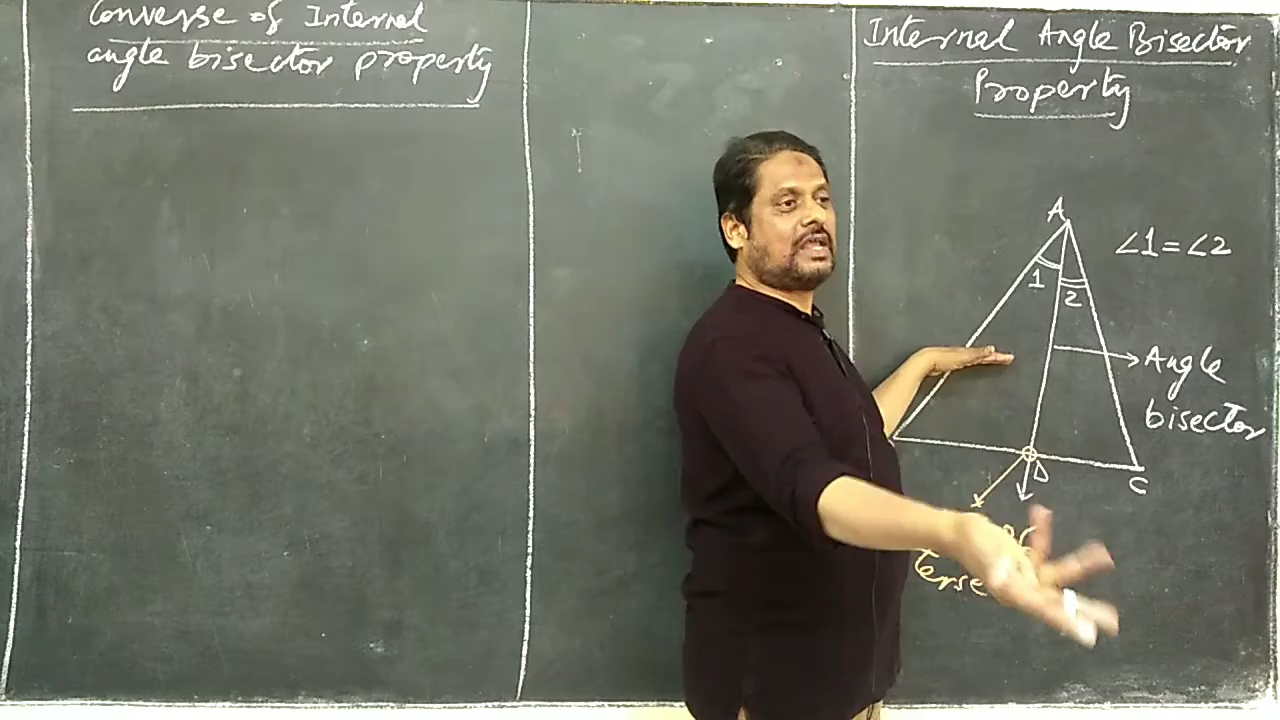 Converse of Internal
angle bisector property
Internal Angle Bisector
Property
A
∠1=∠2
1
2
Angle
bisector
D
C